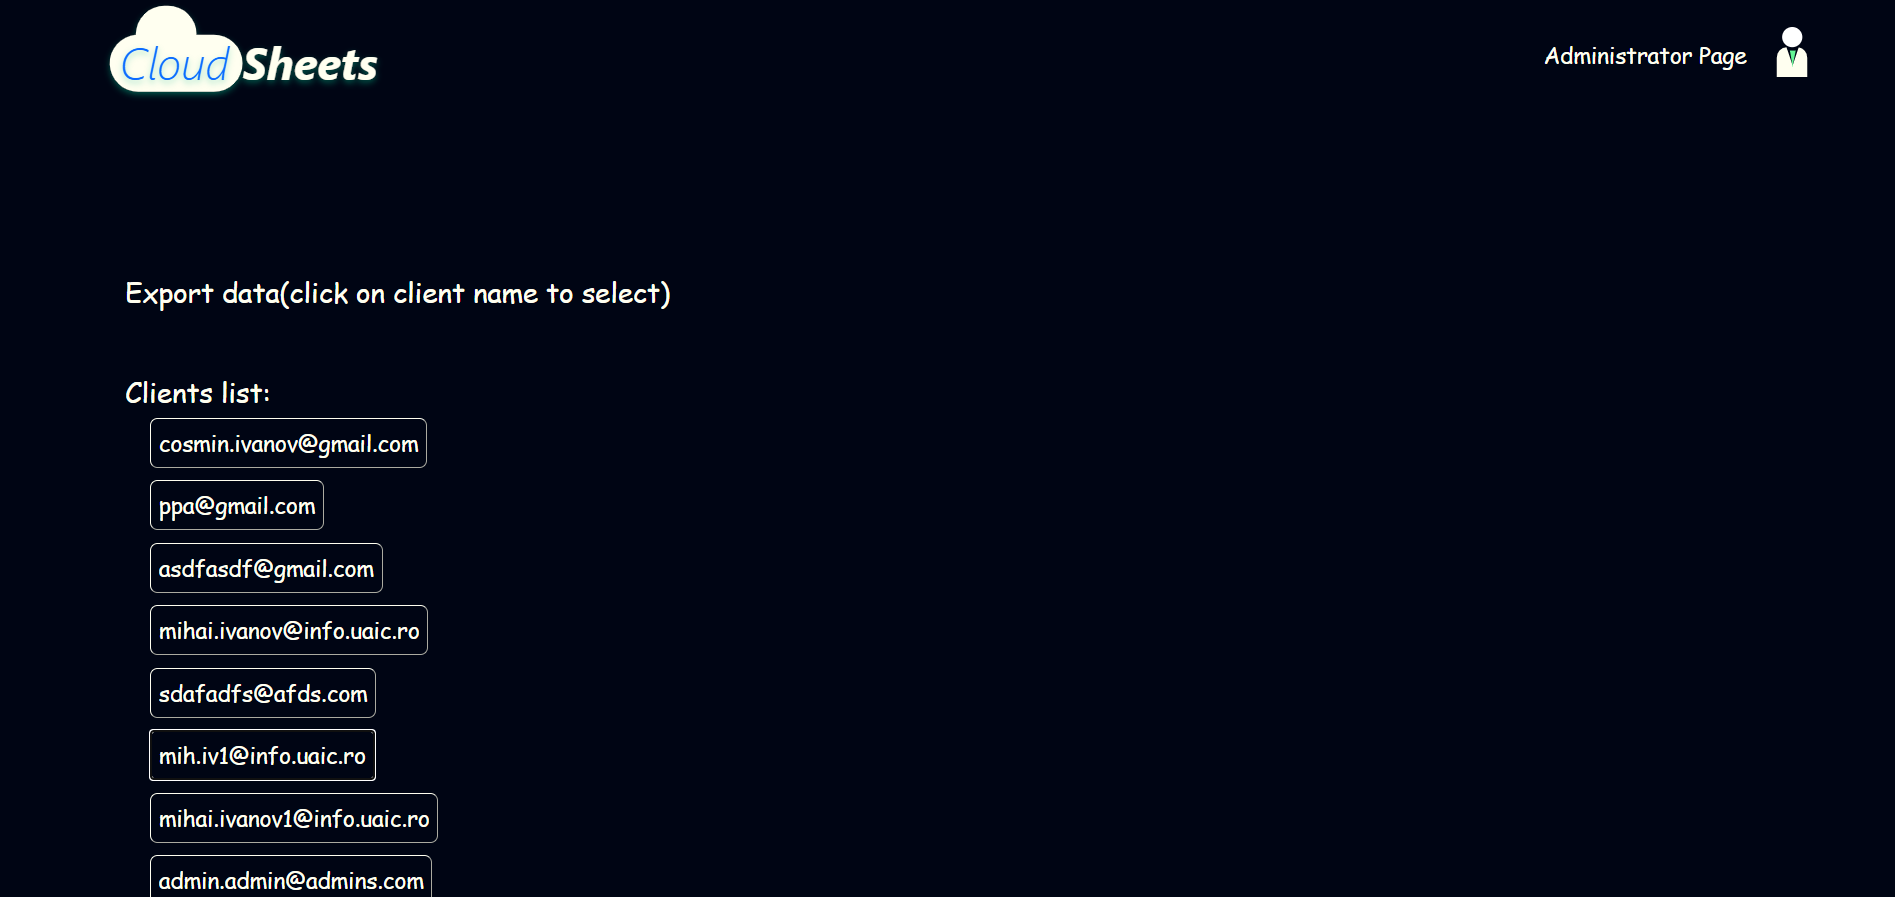 CloudSheets
Administrator Page
Export data(click on client name to select)
Clients list:
cosmin.ivanov@gmail.com
ppa@gmail.com
asdfasdf@gmail.com
mihai.ivanov@info.uaic.ro
sdafadfs@afds.com
mih.iv1@info.uaic.ro
mihai.ivanov1@info.uaic.ro
admin.admin@admins.com